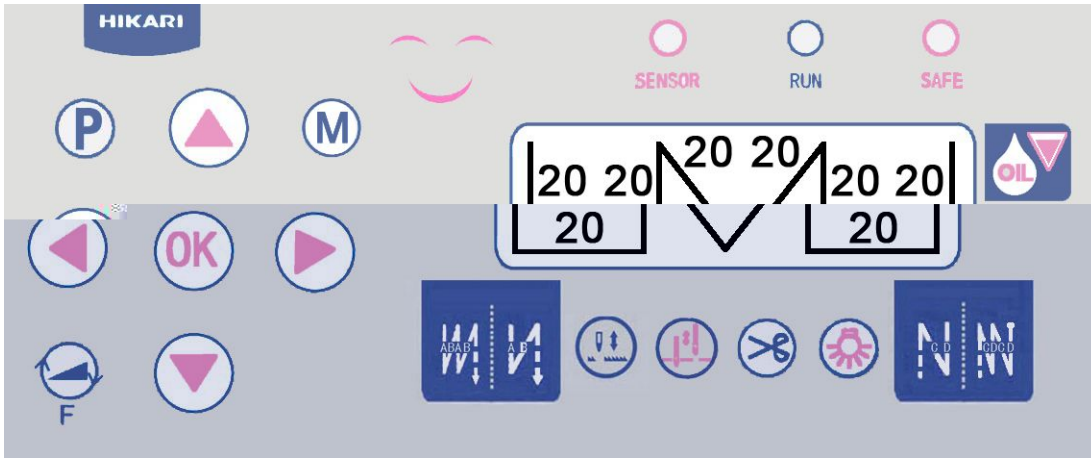 HIKARI
SENSOR RUN SAFE
P M
20 20 20 20 20 20
OIL
OK
20 20
ABAB A B C D CDCD
F